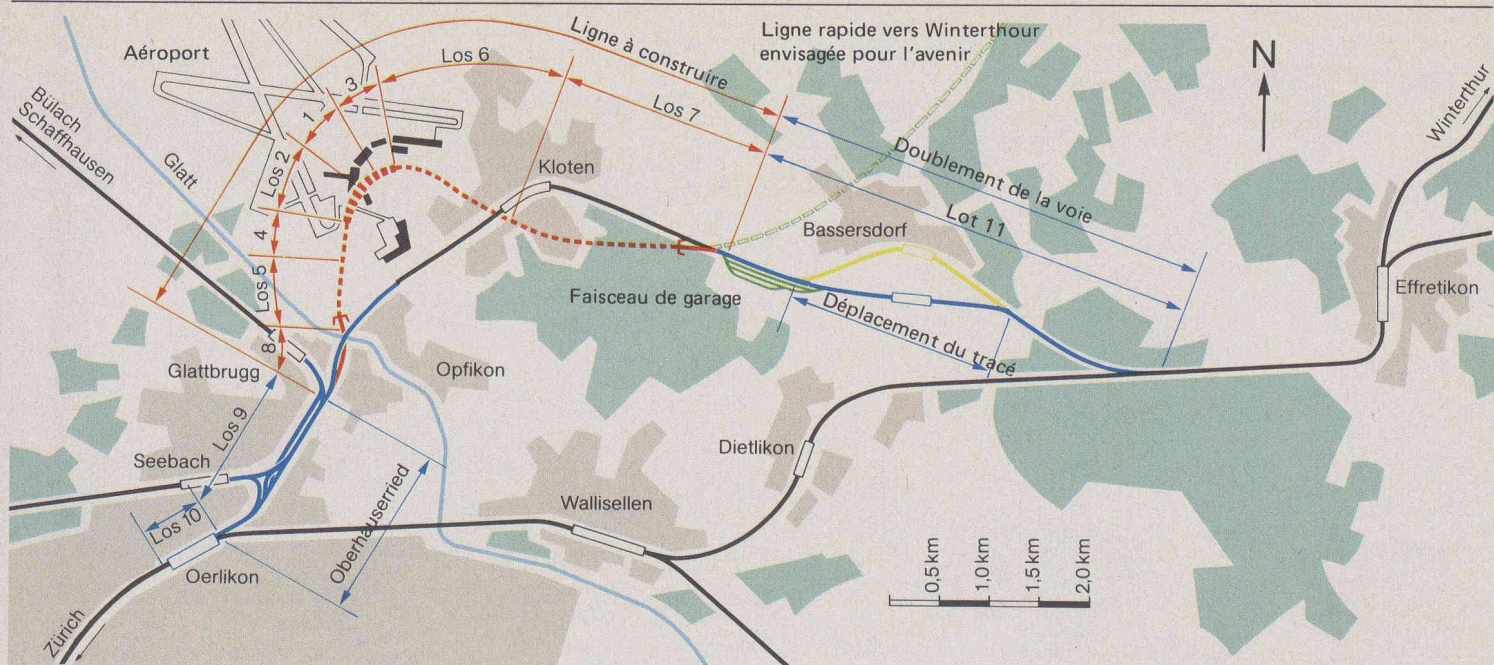 Aéroport
Los 6
Ligne à construire
Ligne rapide vers Winterthour
envisagée pour l'avenir
N
Bülach
Schaffhausen
Glatt
3
1
Los 2
4
Los 5
8
Los 7
Kloten
Doublement de la voie
Lot 11
Bassersdorf
Winterthur
Faisceau de garage
Déplacement du tracé
Effretikon
Glattbrugg
Opfikon
Los 9
Seebach
Los 10
Oberhauserried
Oerlikon
Zürich
Wallisellen
Dietlikon
0,5 km
1,0 km
1,5 km
2,0 km